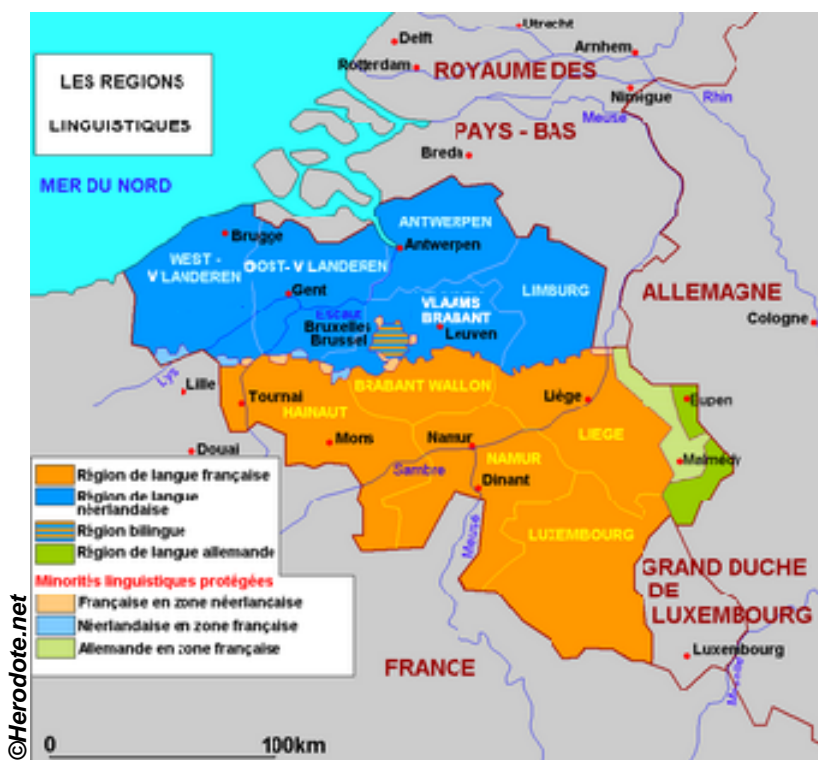 LES REGIONS
LINGUISTIQUES
MER DU NORD
Utrecht
Delft
Arnhem
Rotterdam
ROYAUME DES
Nimègue
Rhin
Meuse
PAYS - BAS
Breda
ANTWERPEN
Brugge
Antwerpen
WEST -
VLANDEREN
OOST-VLANDEREN
LIMBURG
ALLEMAGNE
Gent
VLAAMS
BRABANT
Escaut
Cologne
Bruxelles
Brussel
Leuven
Lys
Lille
BRABANT WALLON
Tournai
HAINAUT
Liège
Eupen
Mons
Namur
LIEGE
Douai
NAMUR
Malmédy
Sambre
Dinant
Meuse
LUXEMBOURG
GRAND DUCHE
DE
LUXEMBOURG
Luxembourg
FRANCE
Moselle
Région de langue française
Région de langue
néerlandaise
Région bilingue
Région de langue allemande
Minorités linguistiques protégées
Française en zone néerlandaise
Néerlandaise en zone française
Allemande en zone française
0 100km
©Herodote.net